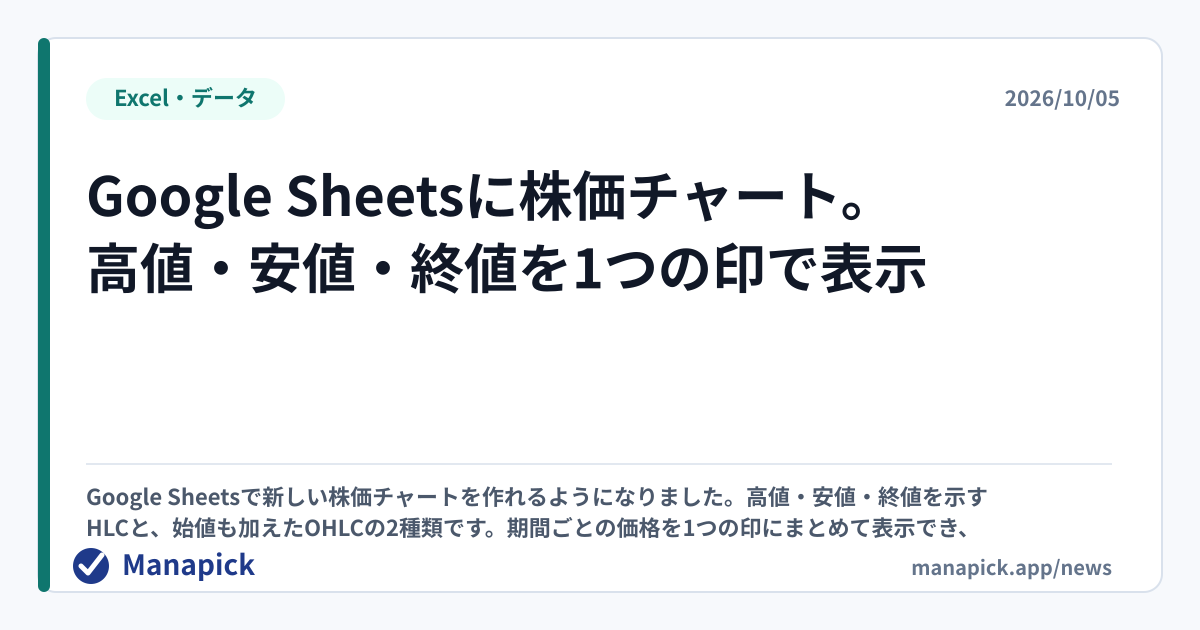 Excel・データ
2026/10/05
Google Sheetsに株価チャート。
高値・安値・終値を1つの印で表示
Google Sheetsで新しい株価チャートを作れるようになりました。高値・安値・終値を示す
HLCと、始値も加えたOHLCの2種類です。期間ごとの価格を1つの印にまとめて表示でき、
Manapick
manapick.app/news